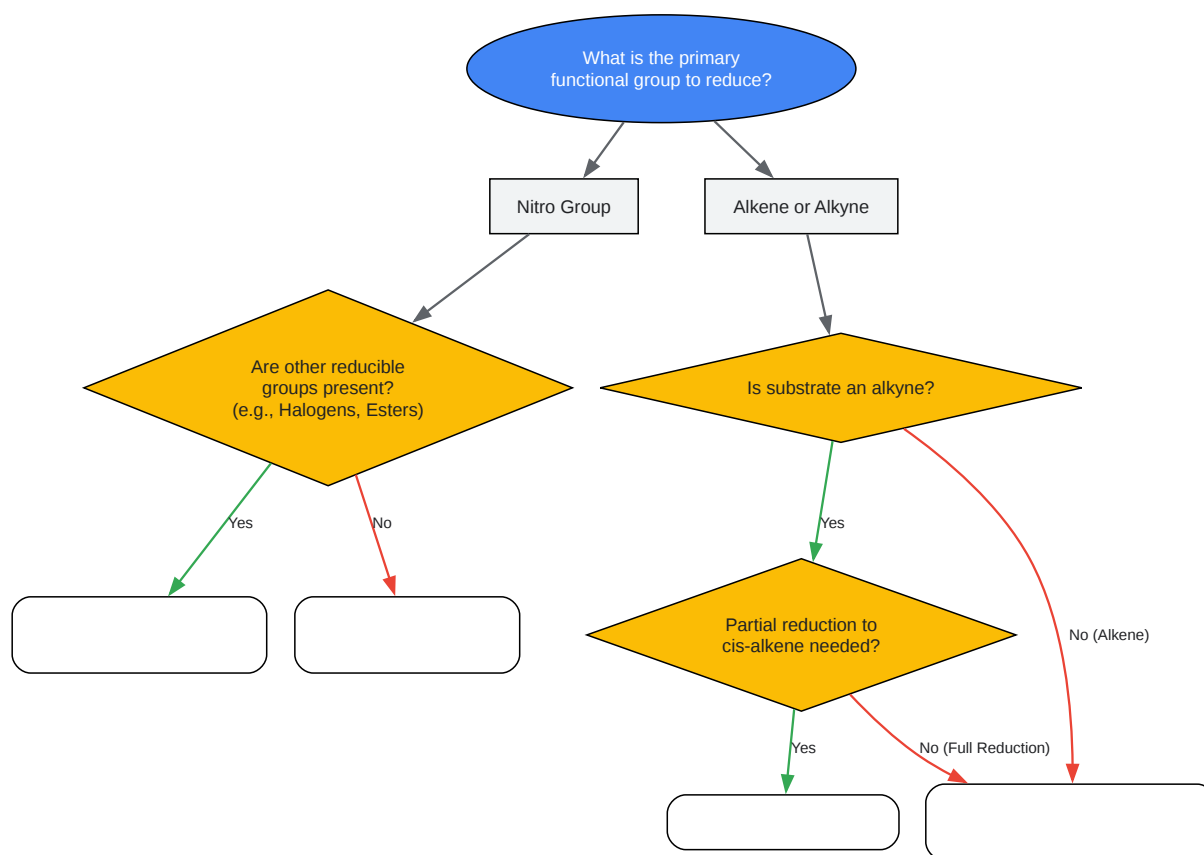 What is the primary
functional group to reduce?
Nitro Group
Alkene or Alkyne
Are other reducible
groups present?
(e.g., Halogens, Esters)
Is substrate an alkyne?
Yes
No
Yes
Partial reduction to
cis-alkene needed?
No (Alkene)
Yes
No (Full Reduction)